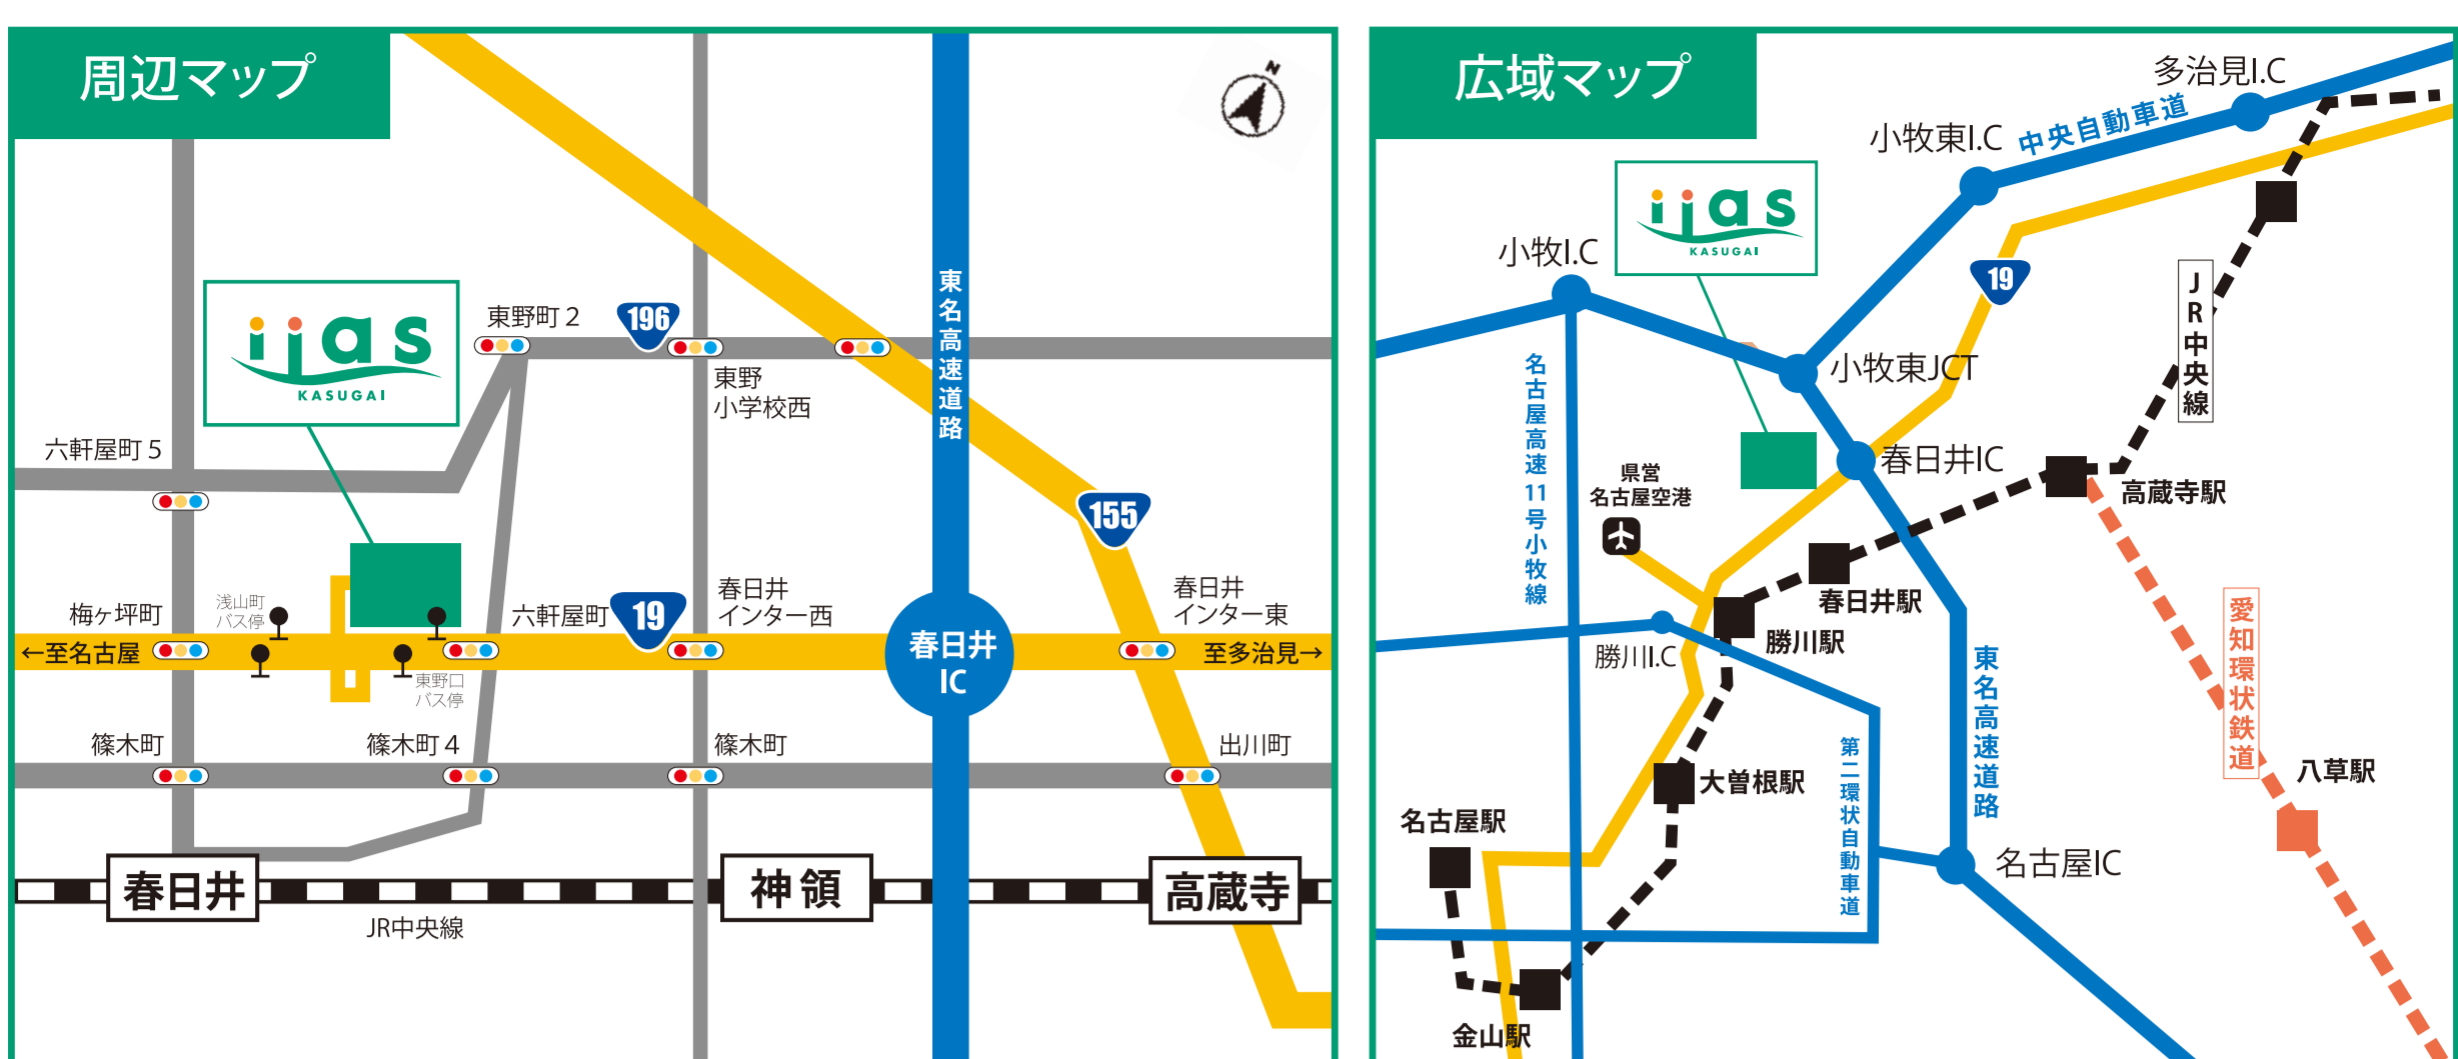 周辺マップ
N
東名高速道路
iias
KASUGAI
東野町2
196
東野
小学校西
六軒屋町5
155
梅ヶ坪町
浅山町
バス停
六軒屋町
19
春日井
インター西
春日井
インター東
←至名古屋
春日井
IC
至多治見→
東野口
バス停
篠木町
篠木町4
篠木町
出川町
春日井
神領
高蔵寺
JR中央線
広域マップ
多治見I.C
中央自動車道
小牧東I.C
iias
KASUGAI
小牧I.C
19
JR中央線
小牧東JCT
名古屋高速11号小牧線
春日井IC
県営
名古屋空港
高蔵寺駅
春日井駅
勝川駅
勝川I.C
愛知環状鉄道
東名高速道路
第二環状自動車道
大曽根駅
八草駅
名古屋駅
名古屋IC
金山駅